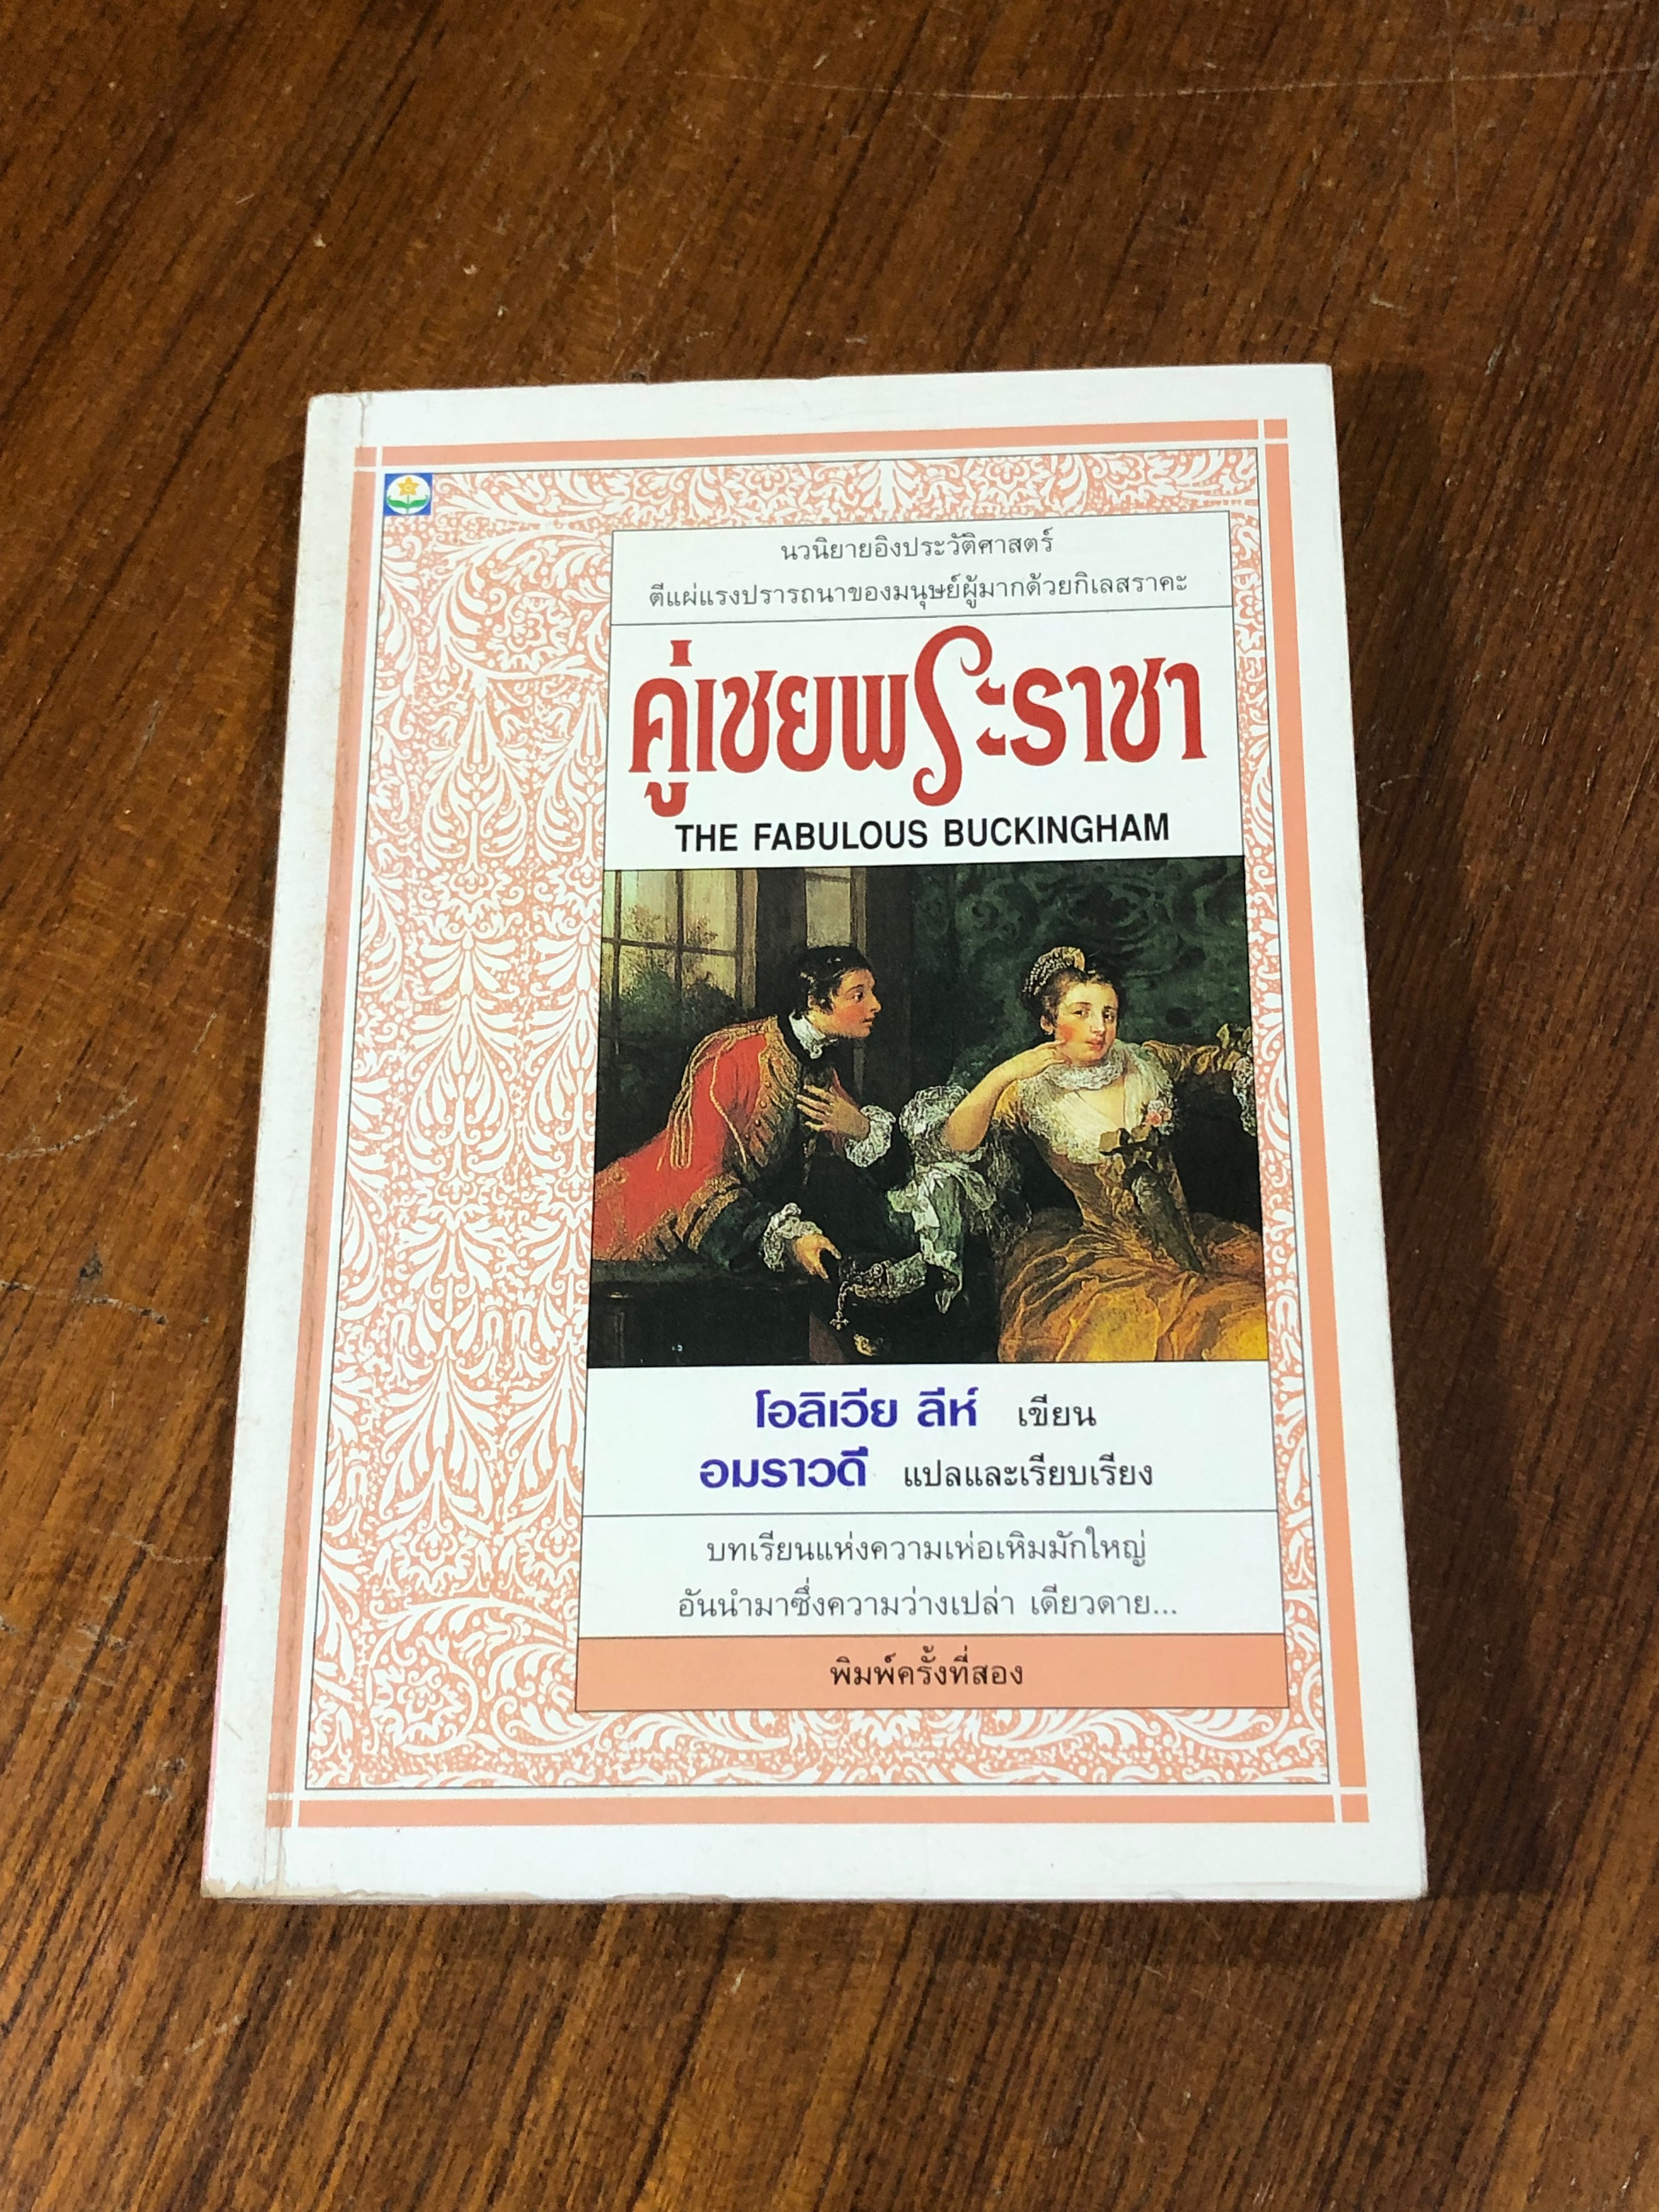 นวนิยายอิงประวัติศาสตร์
ตีแผ่แรงปรารถนาของมนุษย์ผู้มากด้วยกิเลสราคะ
คู่เชยพระราชา
THE FABULOUS BUCKINGHAM
โอลิเวีย ลีห์ เขียน
อมราวดี แปลและเรียบเรียง
บทเรียนแห่งความเห่อเหิมมักใหญ่
อันนำมาซึ่งความว่างเปล่า เดียวดาย...
พิมพ์ครั้งที่สอง